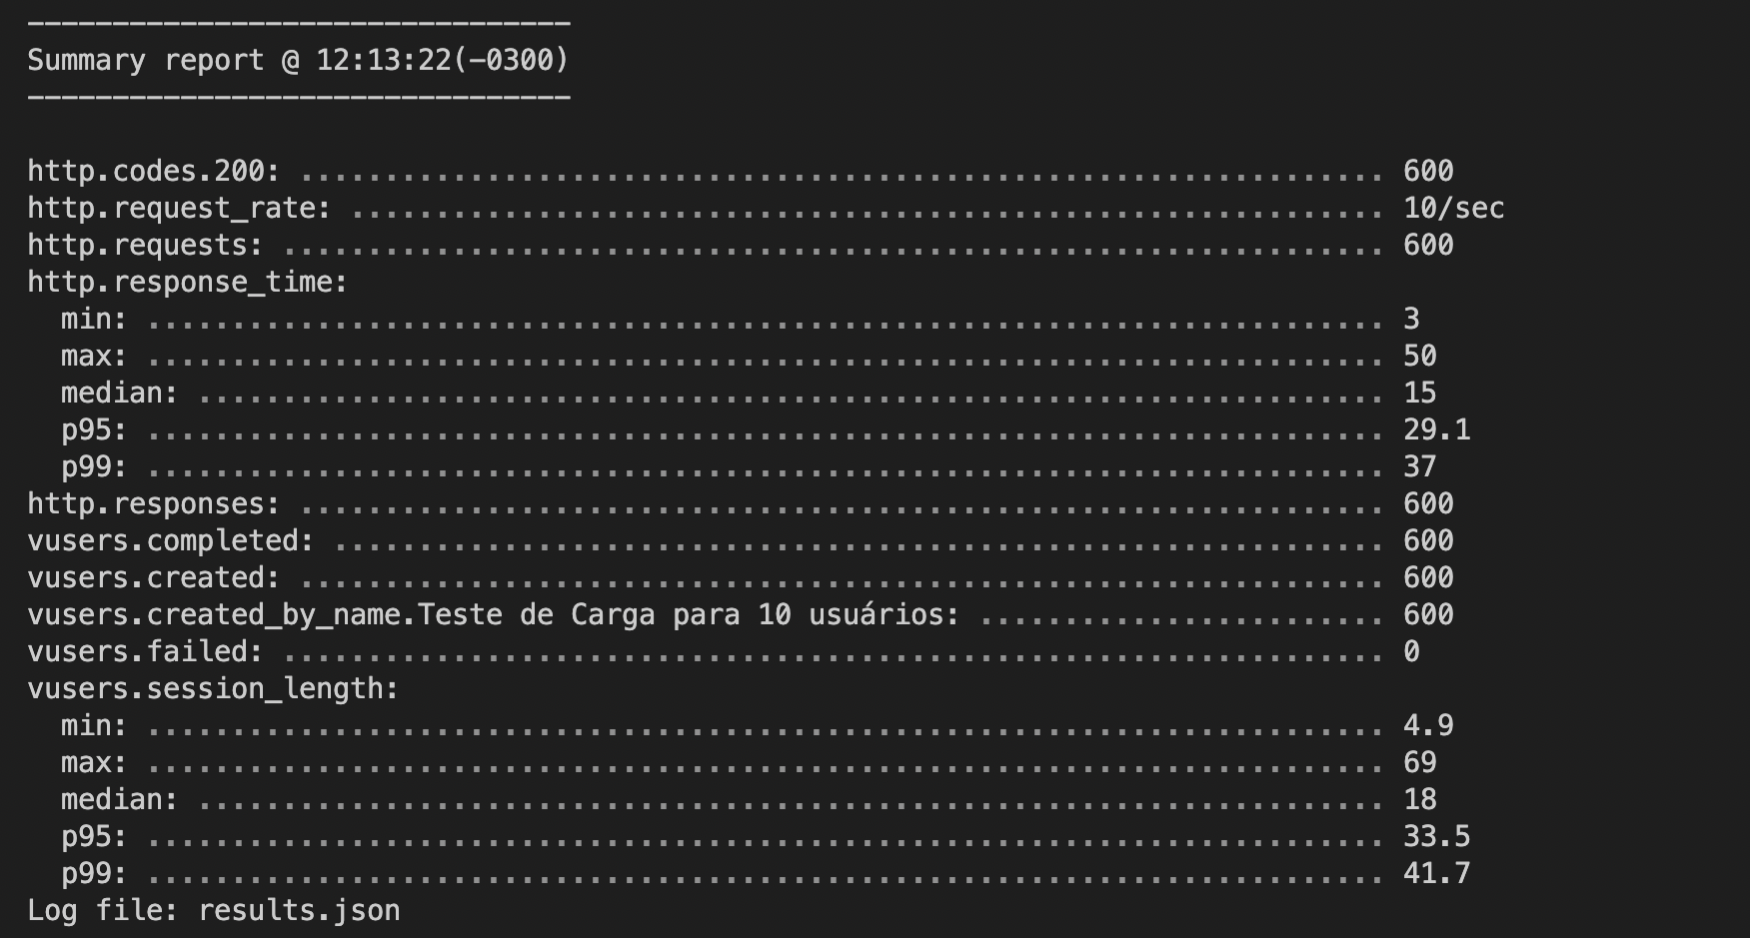 --------------------------------
Summary report @ 12:13:22(-0300)
--------------------------------
http.codes.200: ................................................................ 600
http.request_rate: ............................................................. 10/sec
http.requests: ................................................................. 600
http.response_time:
min: ......................................................................... 3
max: ......................................................................... 50
median: ...................................................................... 15
p95: ......................................................................... 29.1
p99: ......................................................................... 37
http.responses: ................................................................ 600
vusers.completed: .............................................................. 600
vusers.created: ................................................................ 600
vusers.created_by_name.Teste de Carga para 10 usuários: ........................ 600
vusers.failed: ................................................................. 0
vusers.session_length:
min: ......................................................................... 4.9
max: ......................................................................... 69
median: ...................................................................... 18
p95: ......................................................................... 33.5
p99: ......................................................................... 41.7
Log file: results.json